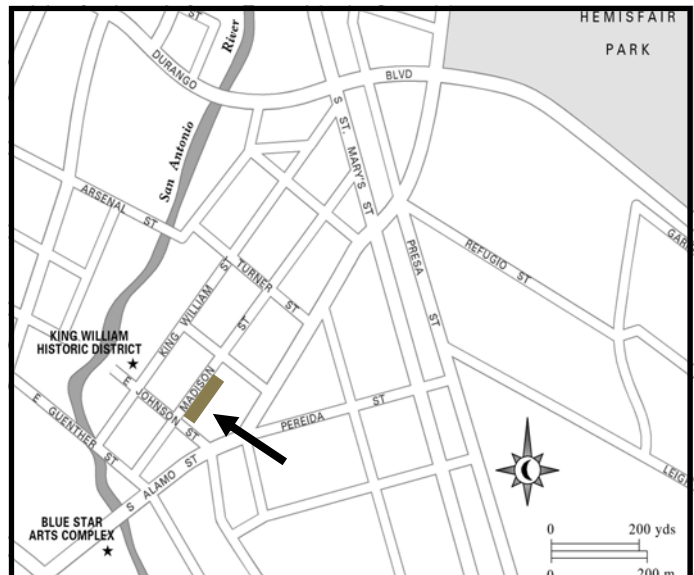 HEMISFAIR
PARK
ST
River
DURANGO
BLVD
San Antonio
S ST. MARY'S ST
ARSENAL ST
PRESA ST
REFUGIO ST
TURNER ST
KING WILLIAM ST
KING WILLIAM
HISTORIC DISTRICT
MADISON ST
E JOHNSON ST
E GUENTHER ST
PEREIDA ST
S ALAMO ST
BLUE STAR
ARTS COMPLEX
0 200 yds
0 200 m